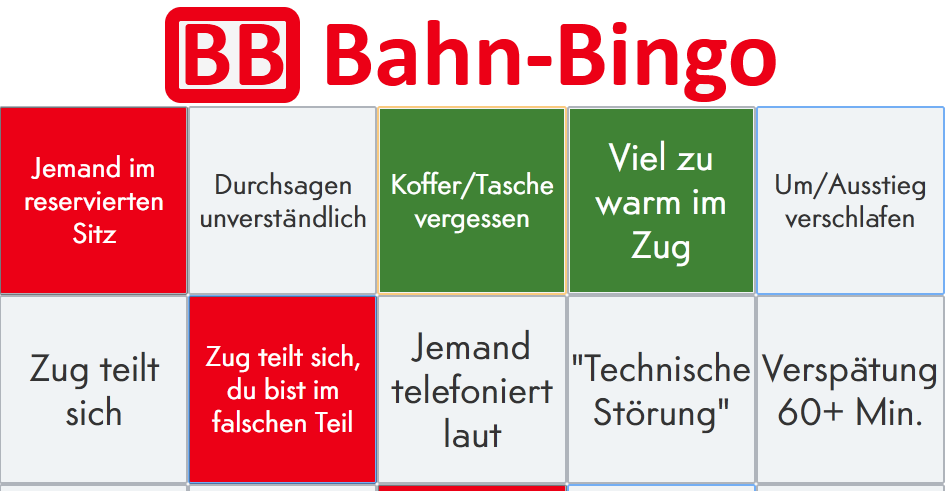 BB Bahn-Bingo
Jemand im
reservierten
Sitz
Durchsagen
unverständlich
Koffer/Tasche
vergessen
Viel zu
warm im
Zug
Um/Ausstieg
verschlafen
Zug teilt
sich
Zug teilt sich,
du bist im
falschen Teil
Jemand
telefoniert
laut
"Technische
Störung"
Verspätung
60+ Min.